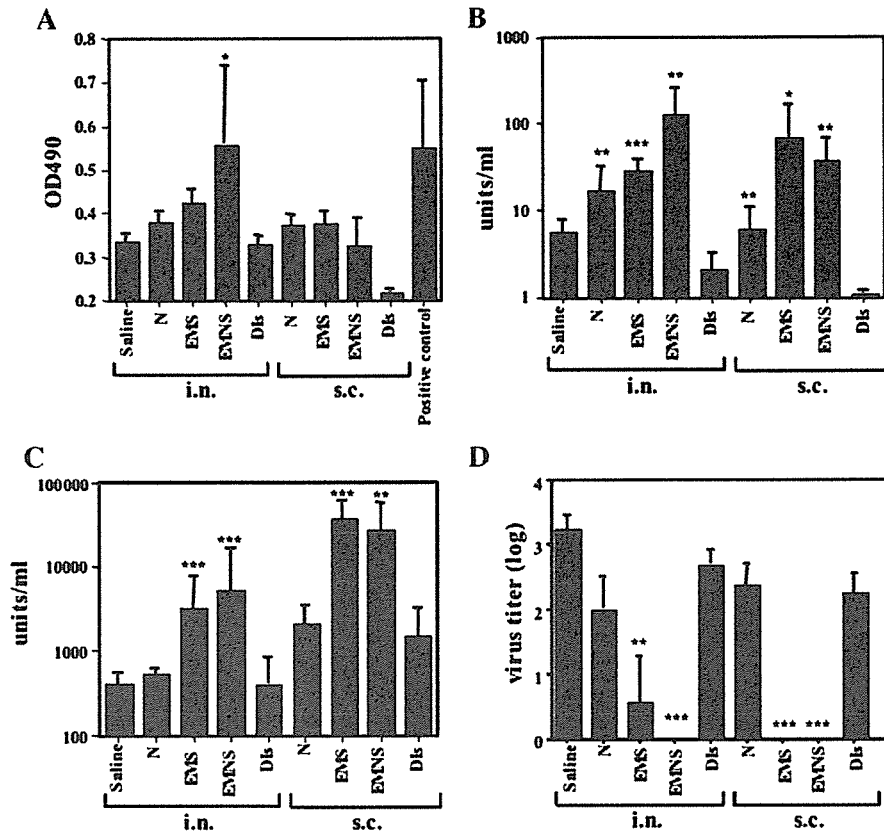 A
OD490
0.8
0.7
0.6
0.5
0.4
0.3
0.2
*
Saline
N
EMS
EMNS
DIs
N
EMS
EMNS
DIs
Positive control
i.n.
s.c.
B
units/ml
1000
100
10
1
**
***
**
**
*
**
Saline
N
EMS
EMNS
DIs
N
EMS
EMNS
DIs
i.n.
s.c.
C
units/ml
100000
10000
1000
100
***
***
***
**
Saline
N
EMS
EMNS
DIs
N
EMS
EMNS
DIs
i.n.
s.c.
D
virus titer (log)
4
3
2
1
0
**
***
***
***
Saline
N
EMS
EMNS
DIs
N
EMS
EMNS
DIs
i.n.
s.c.